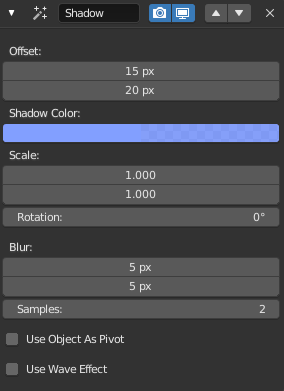 Shadow
Offset:
15 px
20 px
Shadow Color:
Scale:
1.000
1.000
Rotation: 0°
Blur:
5 px
5 px
Samples: 2
Use Object As Pivot
Use Wave Effect